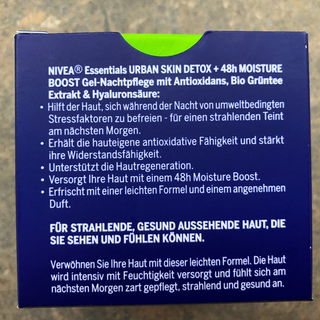 NIVEA® Essentials URBAN SKIN DETOX + 48h MOISTURE
BOOST Gel-Nachtpflege mit Antioxidans, Bio Grüntee
Extrakt & Hyaluronsäure:
• Hilft der Haut, sich während der Nacht von umweltbedingten
Stressfaktoren zu befreien - für einen strahlenden Teint
am nächsten Morgen.
• Erhält die hauteigene antioxidative Fähigkeit und stärkt
ihre Widerstandsfähigkeit.
• Unterstützt die Hautregeneration.
• Versorgt Ihre Haut mit einem 48h Moisture Boost.
• Erfrischt mit einer leichten Formel und einem angenehmen
Duft.
FÜR STRAHLENDE, GESUND AUSSEHENDE HAUT, DIE
SIE SEHEN UND FÜHLEN KÖNNEN.
Verwöhnen Sie Ihre Haut mit dieser leichten Formel. Die Haut
wird intensiv mit Feuchtigkeit versorgt und fühlt sich am
nächsten Morgen zart gepflegt, strahlend und gesund an.